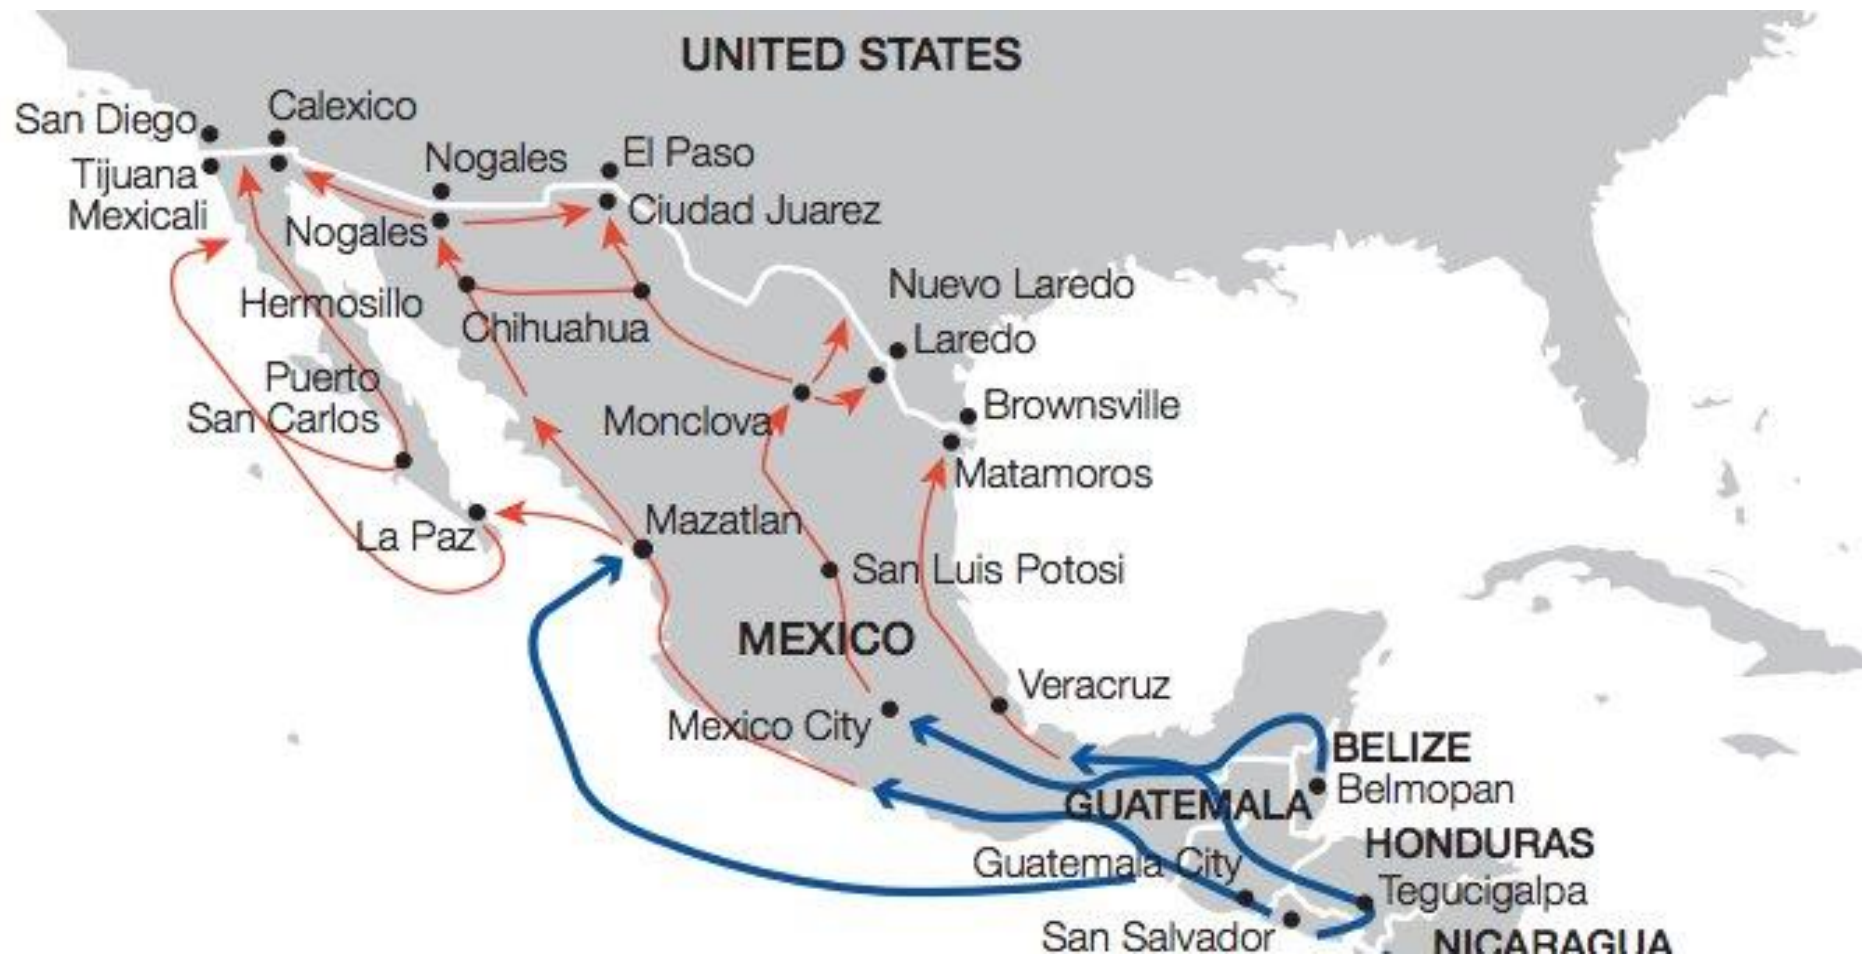 UNITED STATES
Calexico
San Diego
Nogales
El Paso
Tijuana
Mexicali
Ciudad Juarez
Nogales
Nuevo Laredo
Hermosillo
Chihuahua
Laredo
Puerto
San Carlos
Brownsville
Monclova
Matamoros
Mazatlan
La Paz
San Luis Potosi
MEXICO
Veracruz
Mexico City
BELIZE
Belmopan
GUATEMALA
HONDURAS
Guatemala City
Tegucigalpa
San Salvador
NICARAGUA